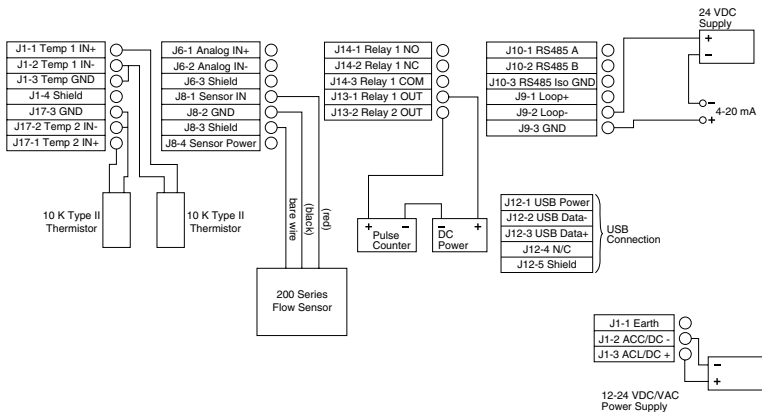 J1-1 Temp 1 IN+
J1-2 Temp 1 IN-
J1-3 Temp GND
J1-4 Shield
J17-3 GND
J17-2 Temp 2 IN-
J17-1 Temp 2 IN+
10 K Type II
Thermistor
10 K Type II
Thermistor
J6-1 Analog IN+
J6-2 Analog IN-
J6-3 Shield
J8-1 Sensor IN
J8-2 GND
J8-3 Shield
J8-4 Sensor Power
bare wire
(black)
(red)
200 Series
Flow Sensor
J14-1 Relay 1 NO
J14-2 Relay 1 NC
J14-3 Relay 1 COM
J13-1 Relay 1 OUT
J13-2 Relay 2 OUT
+ -
Pulse
Counter
- +
DC
Power
J10-1 RS485 A
J10-2 RS485 B
J10-3 RS485 Iso GND
J9-1 Loop+
J9-2 Loop-
J9-3 GND
24 VDC
Supply
+
-
-
+
4-20 mA
J12-1 USB Power
J12-2 USB Data-
J12-3 USB Data+
J12-4 N/C
J12-5 Shield
USB
Connection
J1-1 Earth
J1-2 ACC/DC -
J1-3 ACL/DC +
-
+
12-24 VDC/VAC
Power Supply